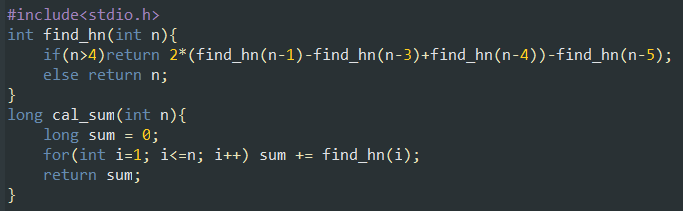 #include<stdio.h>
int find_hn(int n){
    if(n>4)return 2*(find_hn(n-1)-find_hn(n-3)+find_hn(n-4))-find_hn(n-5);
    else return n;
}
long cal_sum(int n){
    long sum = 0;
    for(int i=1; i<=n; i++) sum += find_hn(i);
    return sum;
}